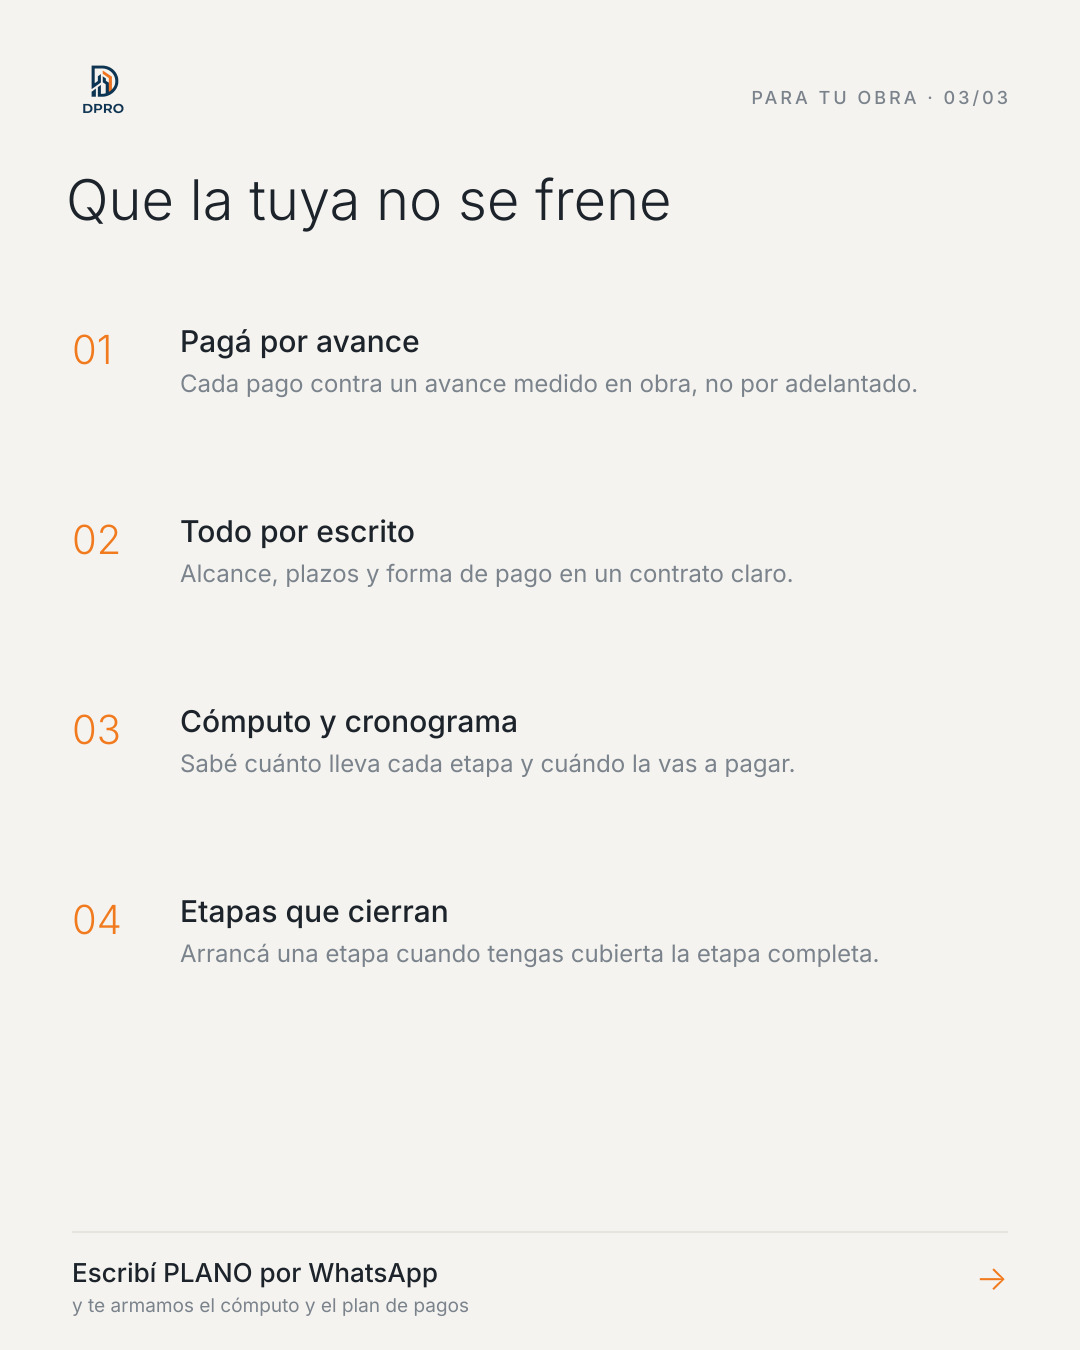 DPRO
PARA TU OBRA · 03/03
Que la tuya no se frene
01
Pagá por avance
Cada pago contra un avance medido en obra, no por adelantado.
02
Todo por escrito
Alcance, plazos y forma de pago en un contrato claro.
03
Cómputo y cronograma
Sabé cuánto lleva cada etapa y cuándo la vas a pagar.
04
Etapas que cierran
Arrancá una etapa cuando tengas cubierta la etapa completa.
Escribí PLANO por WhatsApp
y te armamos el cómputo y el plan de pagos